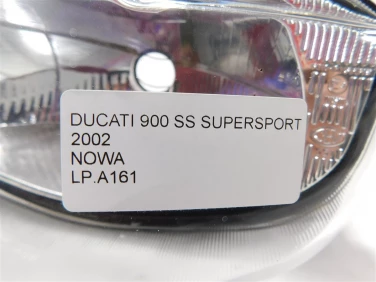 DUCATI 900 SS SUPERSPORT
2002
NOWA
LP.A161